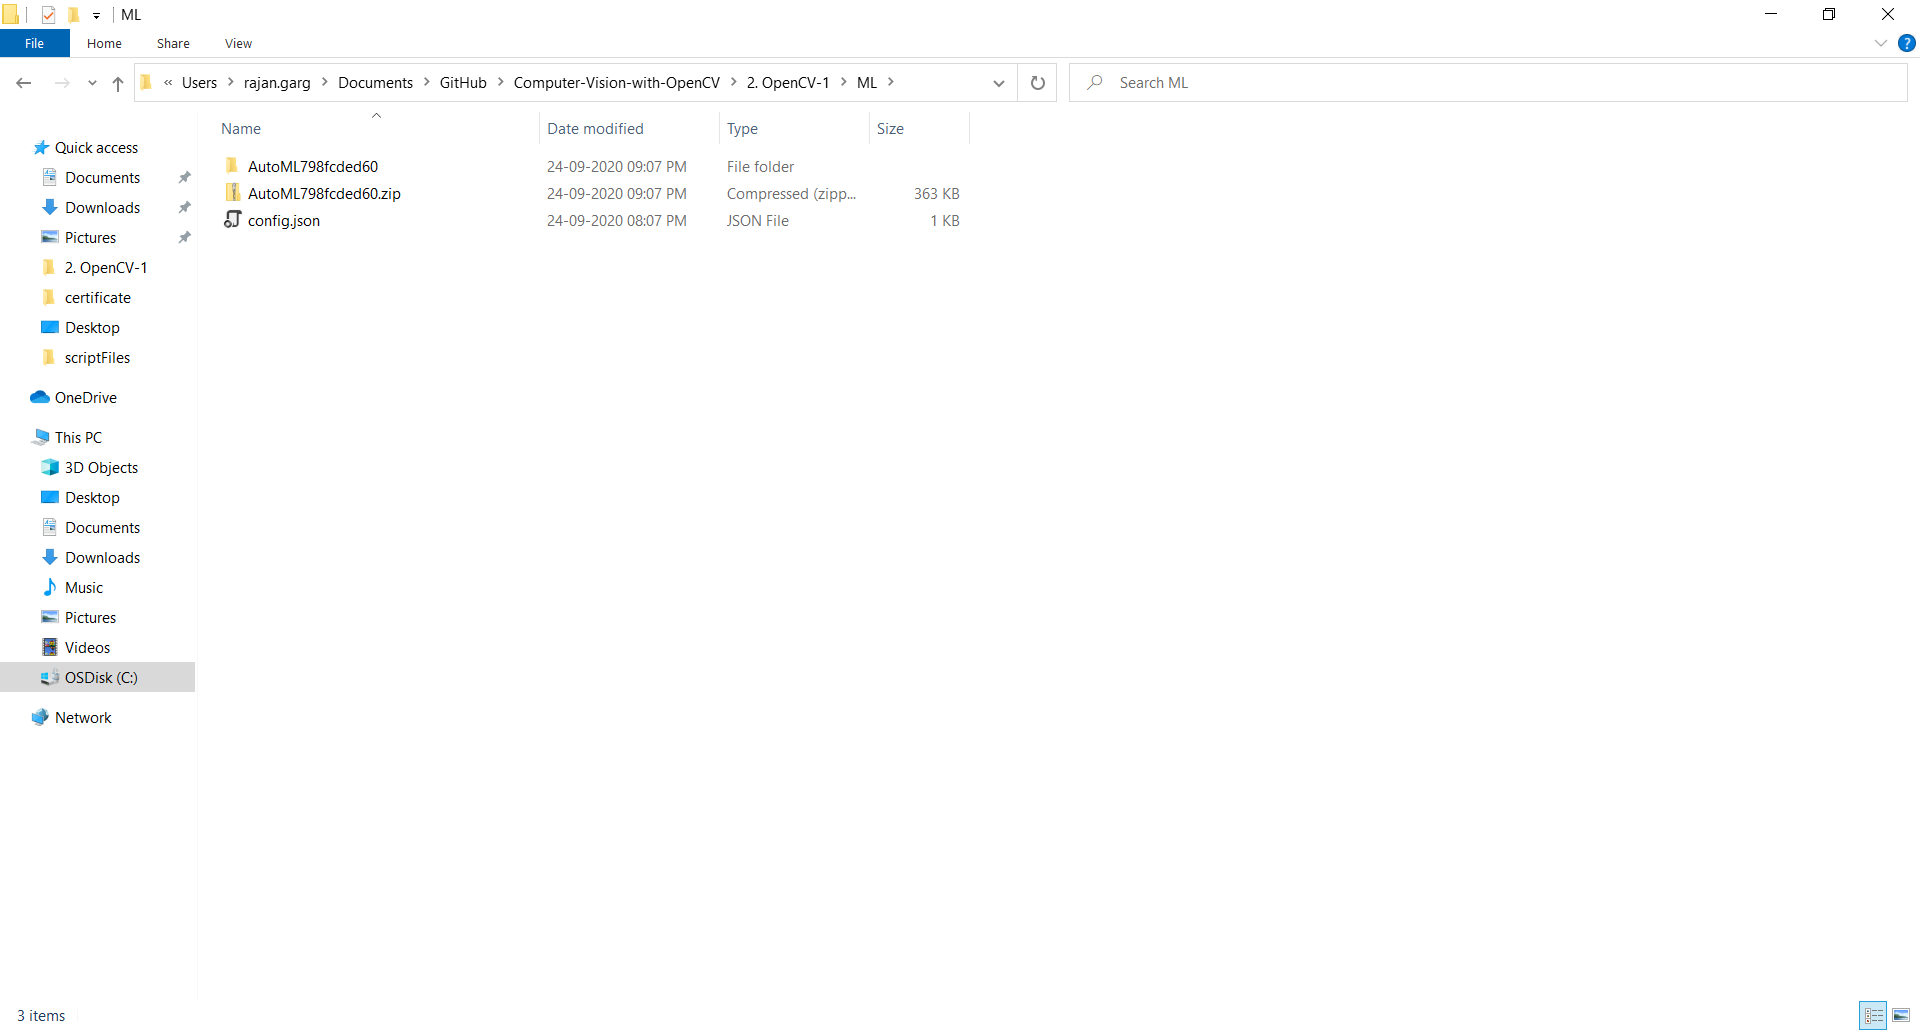 ML
File Home Share View
« Users > rajan.garg > Documents > GitHub > Computer-Vision-with-OpenCV > 2. OpenCV-1 > ML >
Search ML
Name Date modified Type Size
AutoML798fcded60 24-09-2020 09:07 PM File folder
AutoML798fcded60.zip 24-09-2020 09:07 PM Compressed (zipp... 363 KB
config.json 24-09-2020 08:07 PM JSON File 1 KB
Quick access
Documents
Downloads
Pictures
2. OpenCV-1
certificate
Desktop
scriptFiles
OneDrive
This PC
3D Objects
Desktop
Documents
Downloads
Music
Pictures
Videos
OSDisk (C:)
Network
3 items